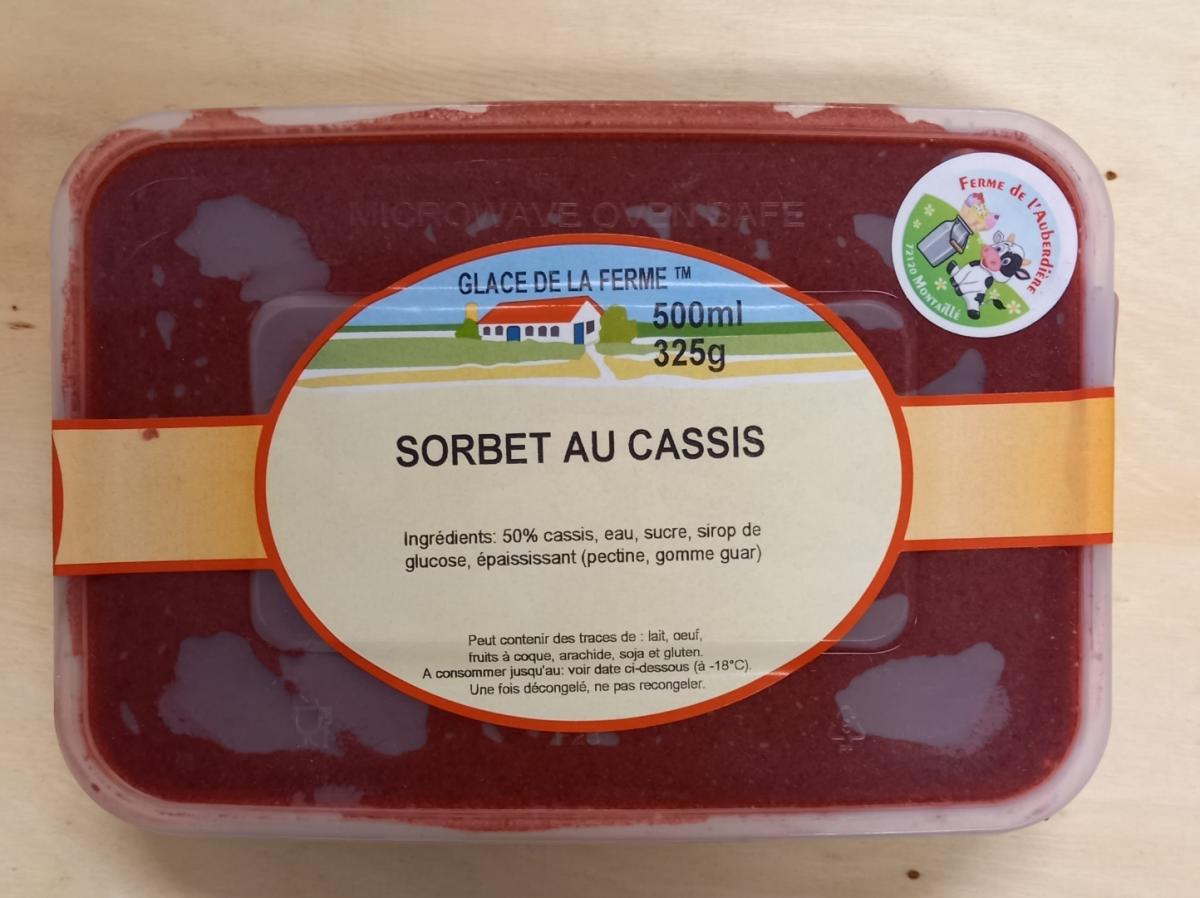 MICROWAVE OVEN SAFE
FERME DE L'AUBERDIÈRE
72120 MONTAILLÉ
GLACE DE LA FERME ™
500ml
325g
SORBET AU CASSIS
Ingrédients: 50% cassis, eau, sucre, sirop de
glucose, épaississant (pectine, gomme guar)
Peut contenir des traces de : lait, oeuf,
fruits à coque, arachide, soja et gluten.
A consommer jusqu'au: voir date ci-dessous (à -18°C).
Une fois décongelé, ne pas recongeler.